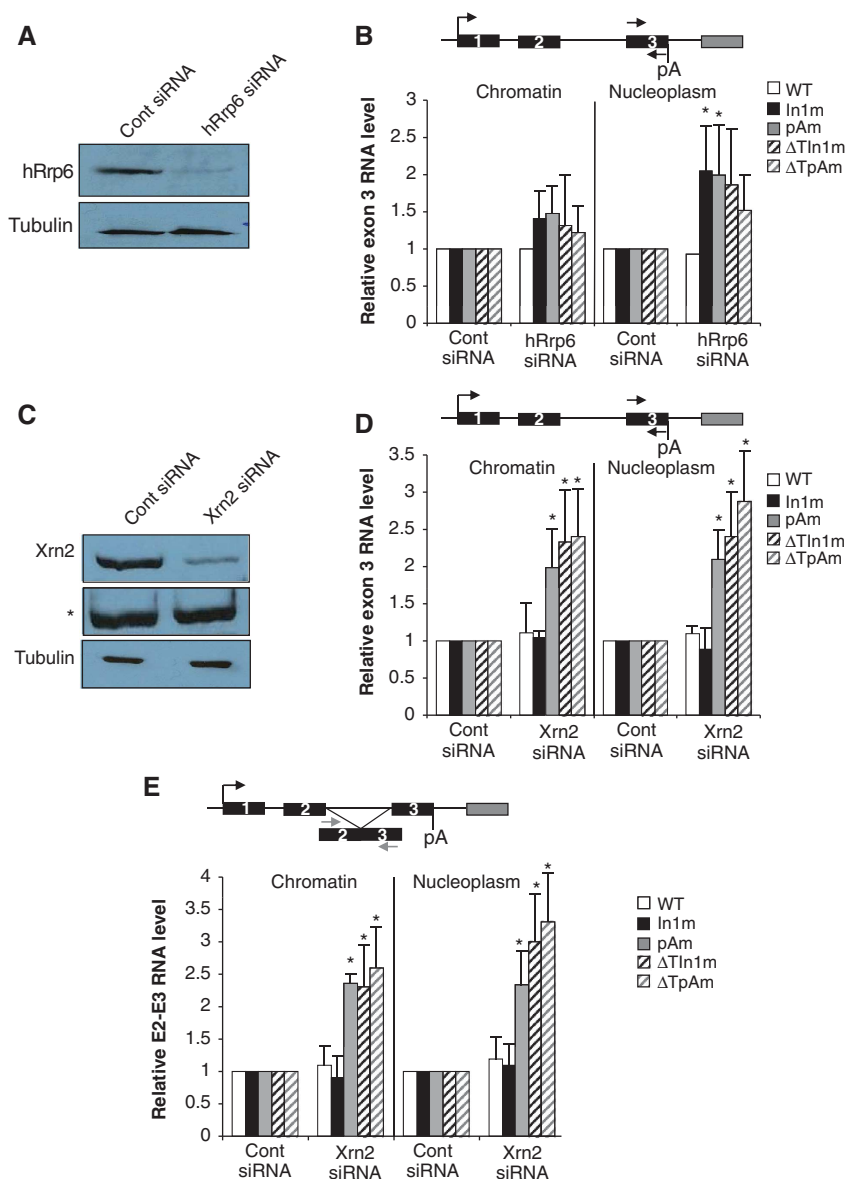 A
Cont siRNA
hRrp6 siRNA
hRrp6
Tubulin
B
1 2 3
pA
Chromatin Nucleoplasm
Relative exon 3 RNA level
3
2.5
2
1.5
1
0.5
0
* *
Cont siRNA
hRrp6 siRNA
Cont siRNA
hRrp6 siRNA
WT
In1m
pAm
ΔTIn1m
ΔTpAm
C
Cont siRNA
Xrn2 siRNA
Xrn2
*
Tubulin
D
1 2 3
pA
Chromatin Nucleoplasm
Relative exon 3 RNA level
3.5
3
2.5
2
1.5
1
0.5
0
* * *
* * *
Cont siRNA
Xrn2 siRNA
Cont siRNA
Xrn2 siRNA
WT
In1m
pAm
ΔTIn1m
ΔTpAm
E
1 2 3
2 3
pA
Chromatin Nucleoplasm
Relative E2-E3 RNA level
4
3.5
3
2.5
2
1.5
1
0.5
0
* * *
* * *
Cont siRNA
Xrn2 siRNA
Cont siRNA
Xrn2 siRNA
WT
In1m
pAm
ΔTIn1m
ΔTpAm